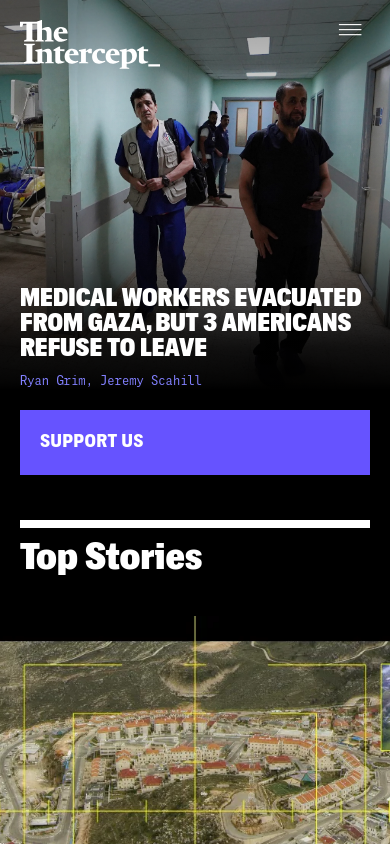 The
Intercept_
MEDICAL WORKERS EVACUATED
FROM GAZA, BUT 3 AMERICANS
REFUSE TO LEAVE
Ryan Grim, Jeremy Scahill
SUPPORT US
Top Stories